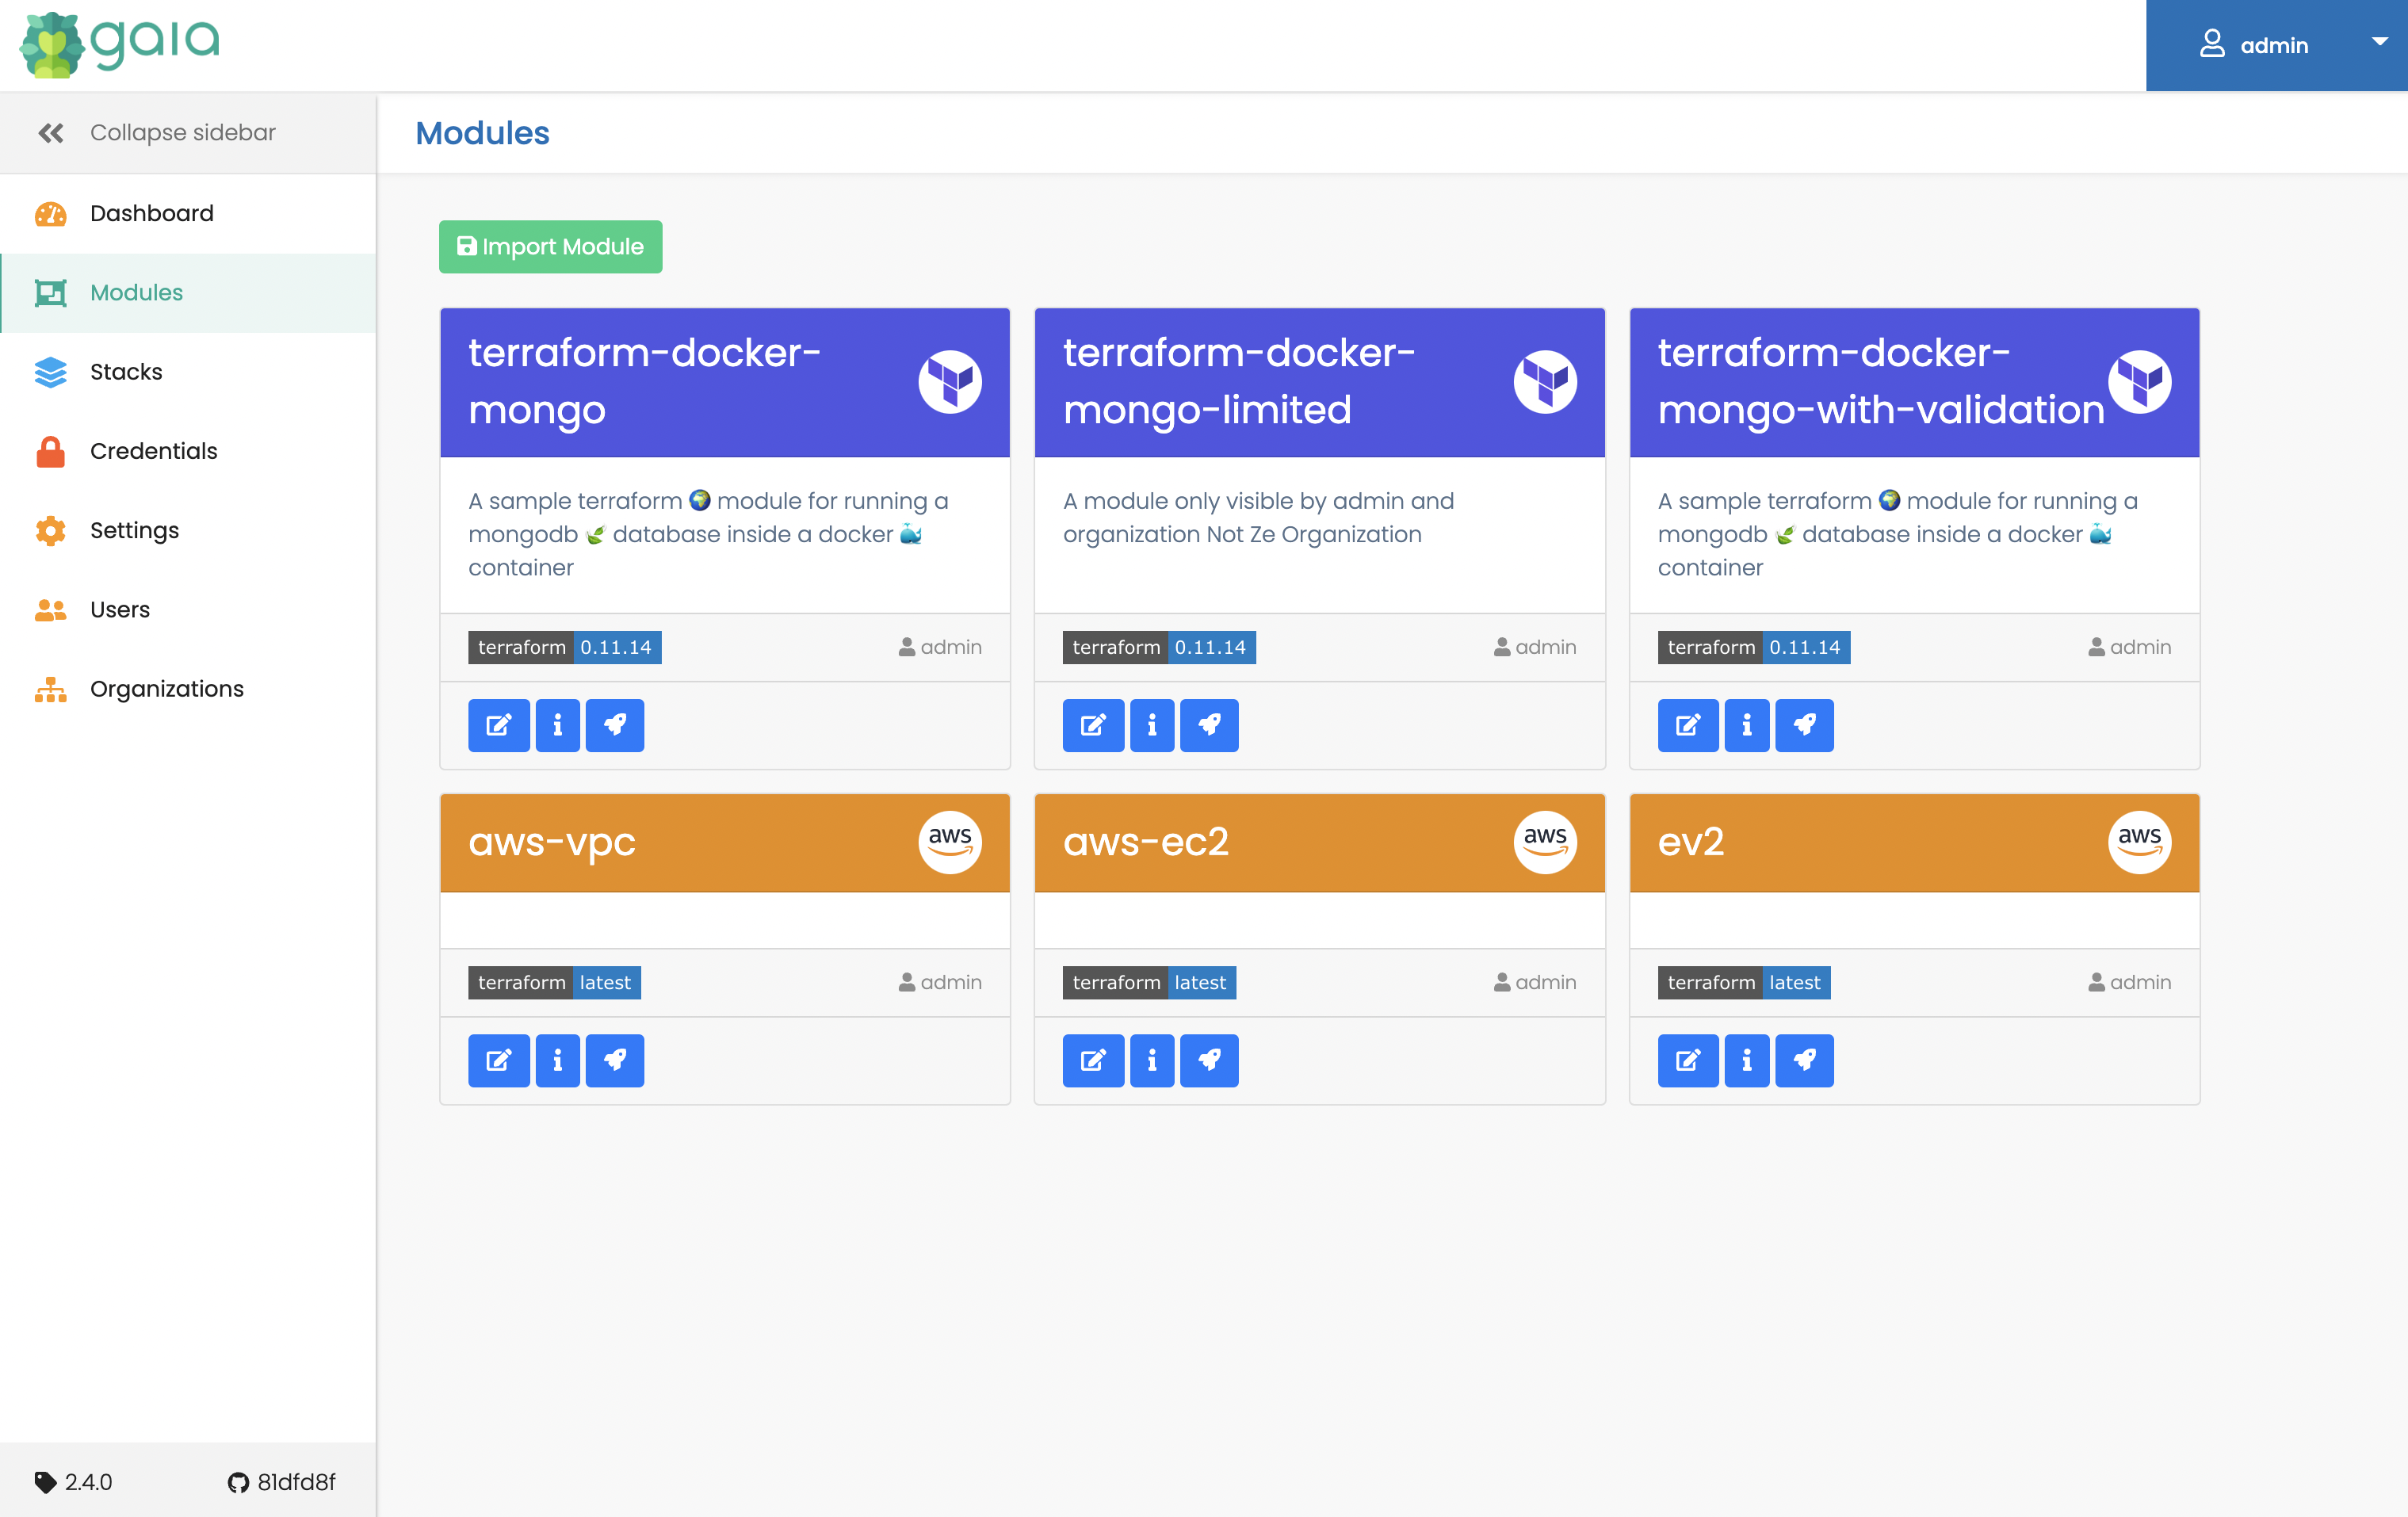 gaia
admin
Collapse sidebar
Modules
Dashboard
Modules
Stacks
Credentials
Settings
Users
Organizations
Import Module
terraform-docker-
mongo
A sample terraform 🌍 module for running a
mongodb 🍃 database inside a docker 🐳
container
terraform 0.11.14
admin
terraform-docker-
mongo-limited
A module only visible by admin and
organization Not Ze Organization
terraform 0.11.14
admin
terraform-docker-
mongo-with-validation
A sample terraform 🌍 module for running a
mongodb 🍃 database inside a docker 🐳
container
terraform 0.11.14
admin
aws-vpc
aws
terraform latest
admin
aws-ec2
aws
terraform latest
admin
ev2
aws
terraform latest
admin
2.4.0
81dfd8f